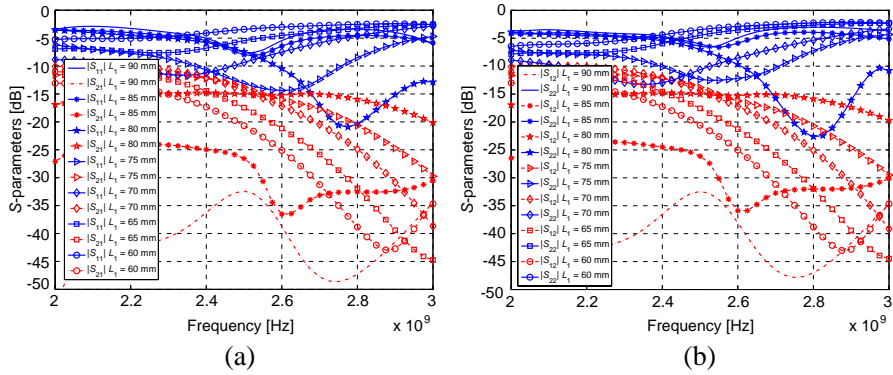 0
-5
-10
-15
-20
-25
-30
-35
-40
-45
-50
S-parameters [dB]
|S11| L1 = 90 mm
|S21| L1 = 90 mm
|S11| L1 = 85 mm
|S21| L1 = 85 mm
|S11| L1 = 80 mm
|S21| L1 = 80 mm
|S11| L1 = 75 mm
|S21| L1 = 75 mm
|S11| L1 = 70 mm
|S21| L1 = 70 mm
|S11| L1 = 65 mm
|S21| L1 = 65 mm
|S11| L1 = 60 mm
|S21| L1 = 60 mm
2 2.2 2.4 2.6 2.8 3
Frequency [Hz]
x 10^9
(a)
0
-5
-10
-15
-20
-25
-30
-35
-40
-45
-50
S-parameters [dB]
|S12| L1 = 90 mm
|S22| L1 = 90 mm
|S12| L1 = 85 mm
|S22| L1 = 85 mm
|S12| L1 = 80 mm
|S22| L1 = 80 mm
|S12| L1 = 75 mm
|S22| L1 = 75 mm
|S12| L1 = 70 mm
|S22| L1 = 70 mm
|S12| L1 = 65 mm
|S22| L1 = 65 mm
|S12| L1 = 60 mm
|S22| L1 = 60 mm
2 2.2 2.4 2.6 2.8 3
Frequency [Hz]
x 10^9
(b)